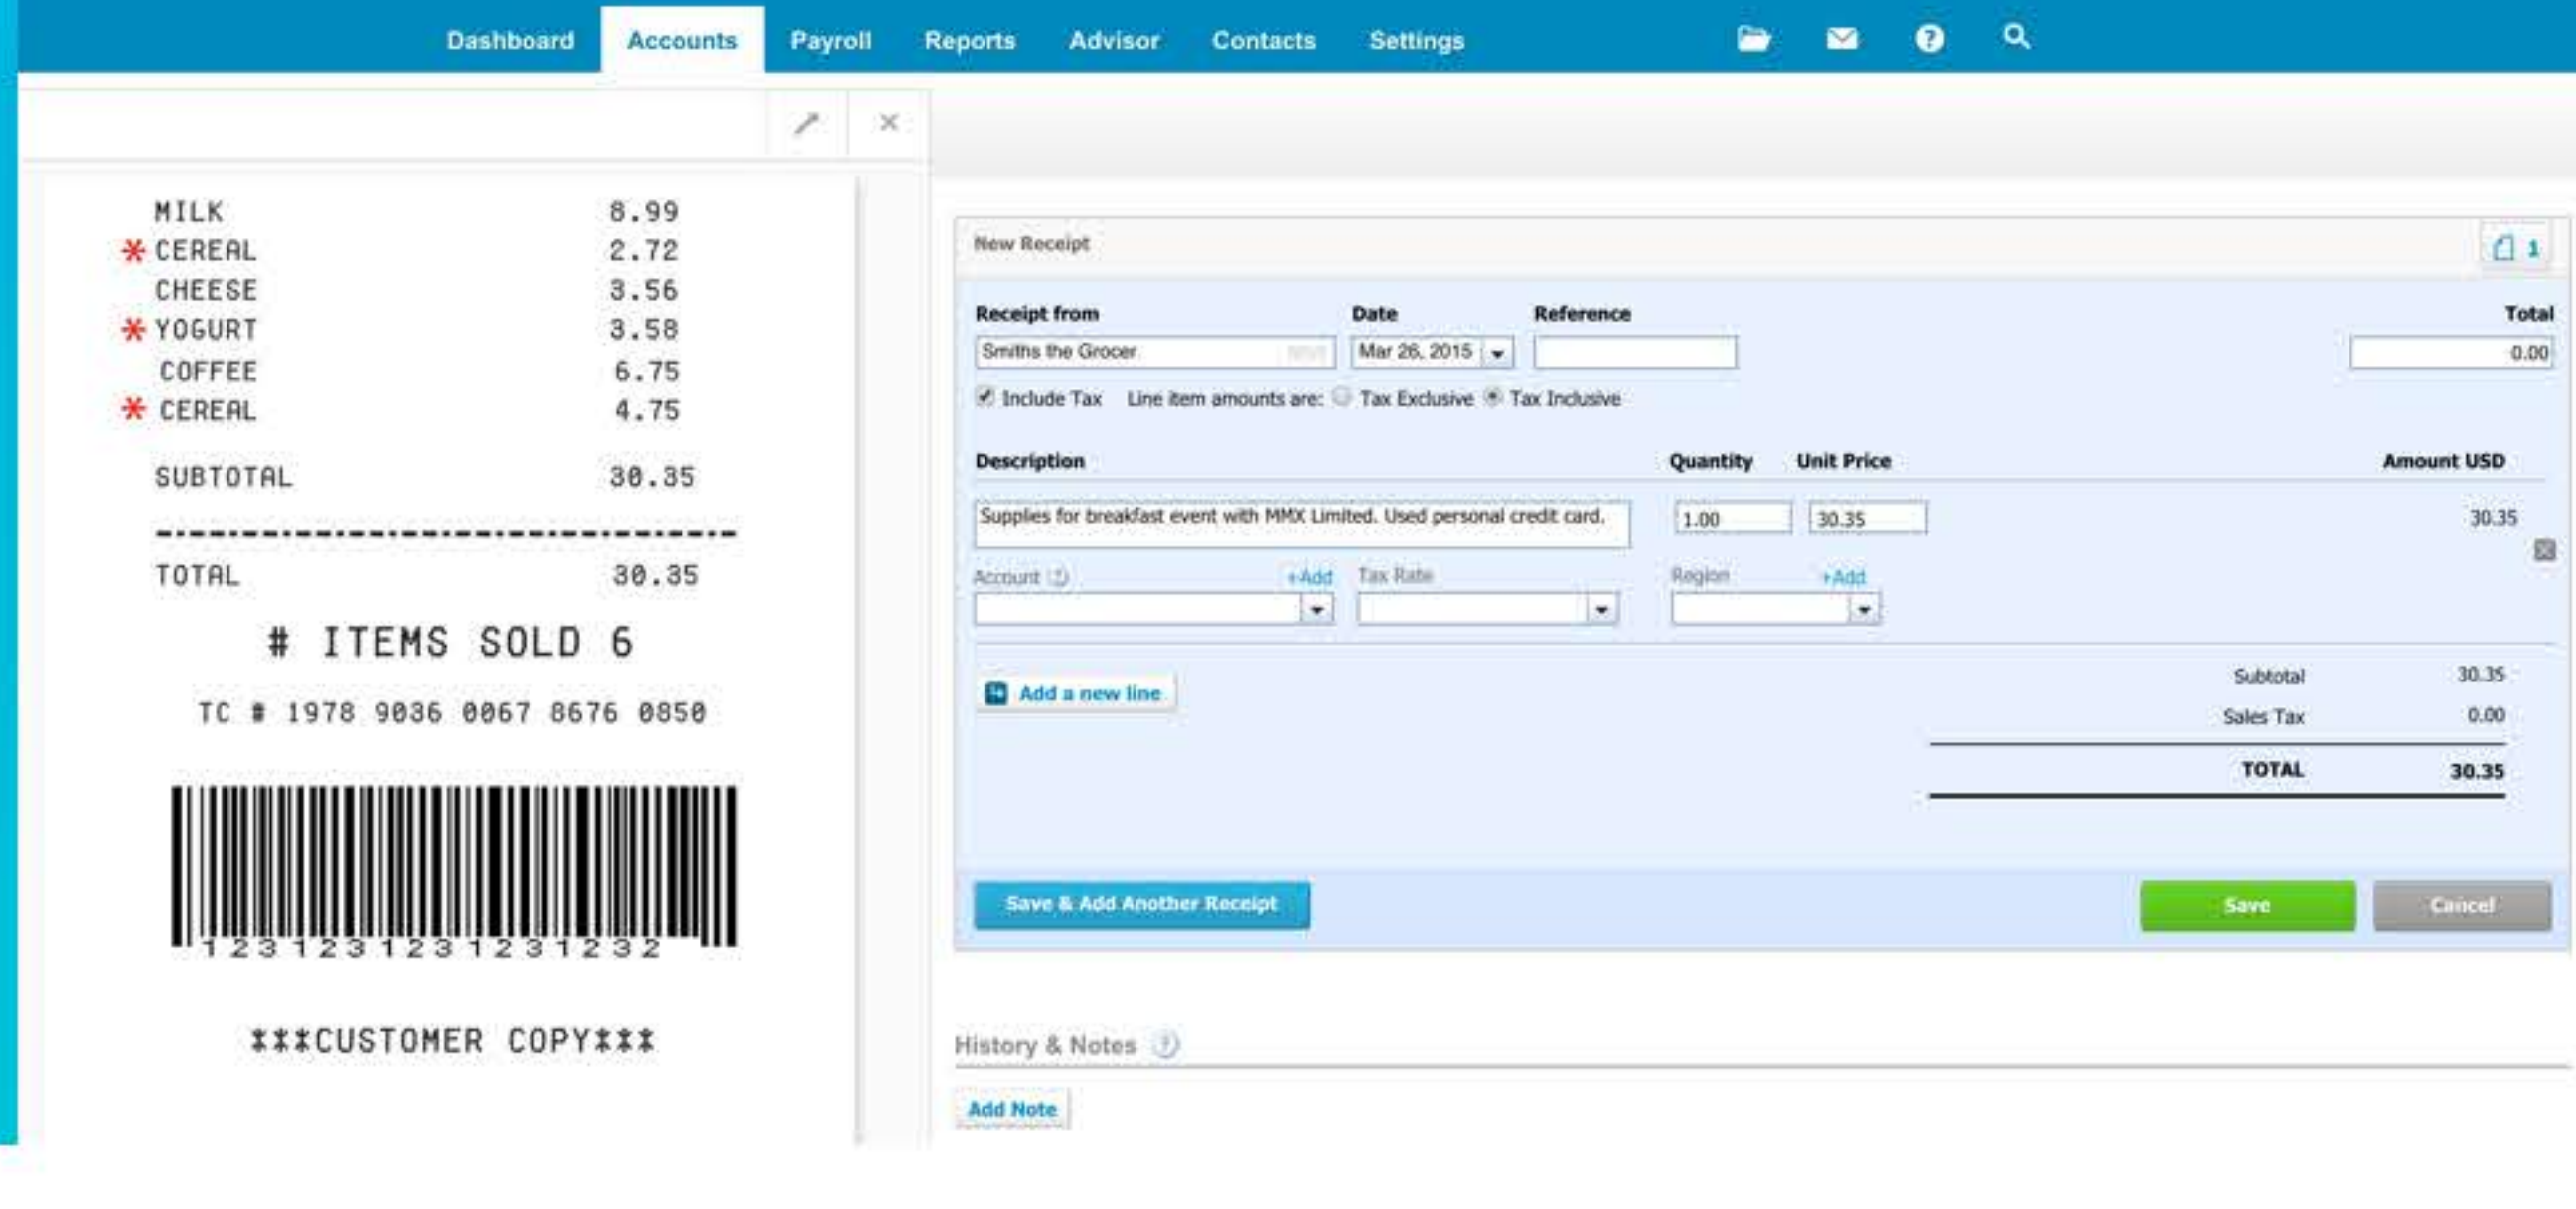 Dashboard Accounts Payroll Reports Advisor Contacts Settings
MILK 8.99
* CEREAL 2.72
CHEESE 3.56
* YOGURT 3.58
COFFEE 6.75
* CEREAL 4.75
SUBTOTAL 30.35
TOTAL 30.35
# ITEMS SOLD 6
TC # 1978 9036 0067 8676 0850
1 2 3 1 2 3 1 2 3 1 2 3 1 2 3 2
***CUSTOMER COPY***
New Receipt 1
Receipt from Date Reference Total
Smiths the Grocer Mar 26, 2015 0.00
Include Tax Line item amounts are: Tax Exclusive Tax Inclusive
Description Quantity Unit Price Amount USD
Supplies for breakfast event with MMX Limited. Used personal credit card. 1.00 30.35 30.35
Account +Add Tax Rate Region +Add
Add a new line
Subtotal 30.35
Sales Tax 0.00
TOTAL 30.35
Save & Add Another Receipt Save Cancel
History & Notes ?
Add Note